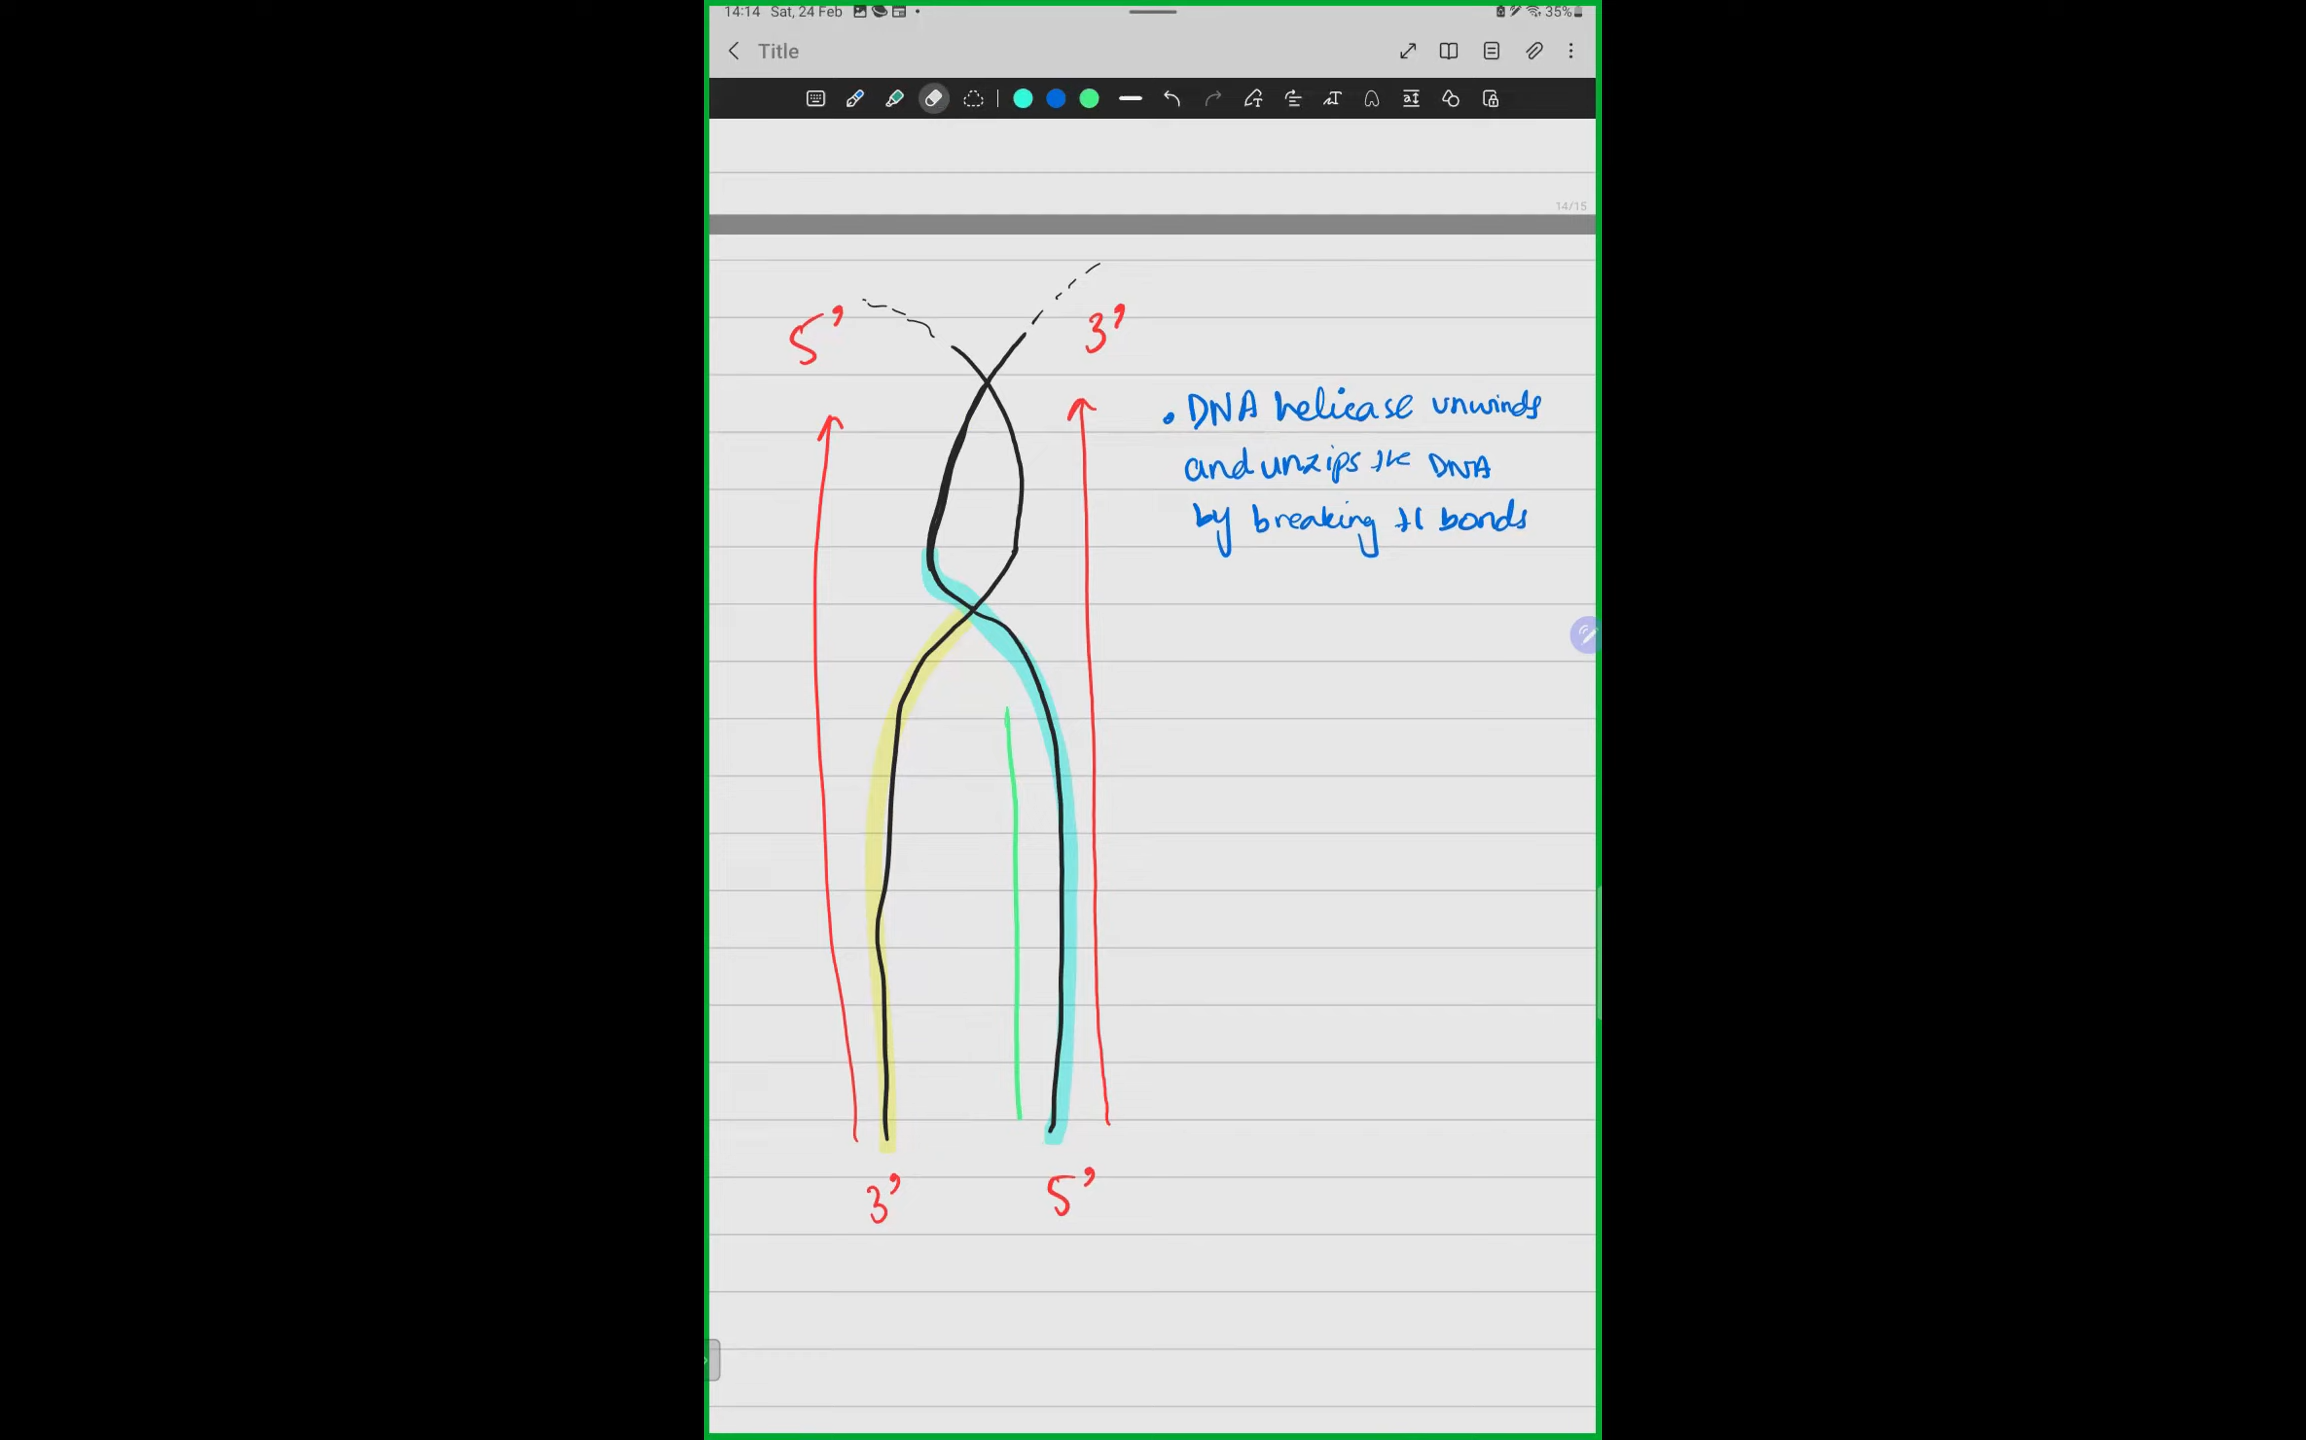 14:14 Sat, 24 Feb
35%
Title
14/15
5’ 3’
• DNA helicase unwinds
and unzips the DNA
by breaking H bonds
3’ 5’